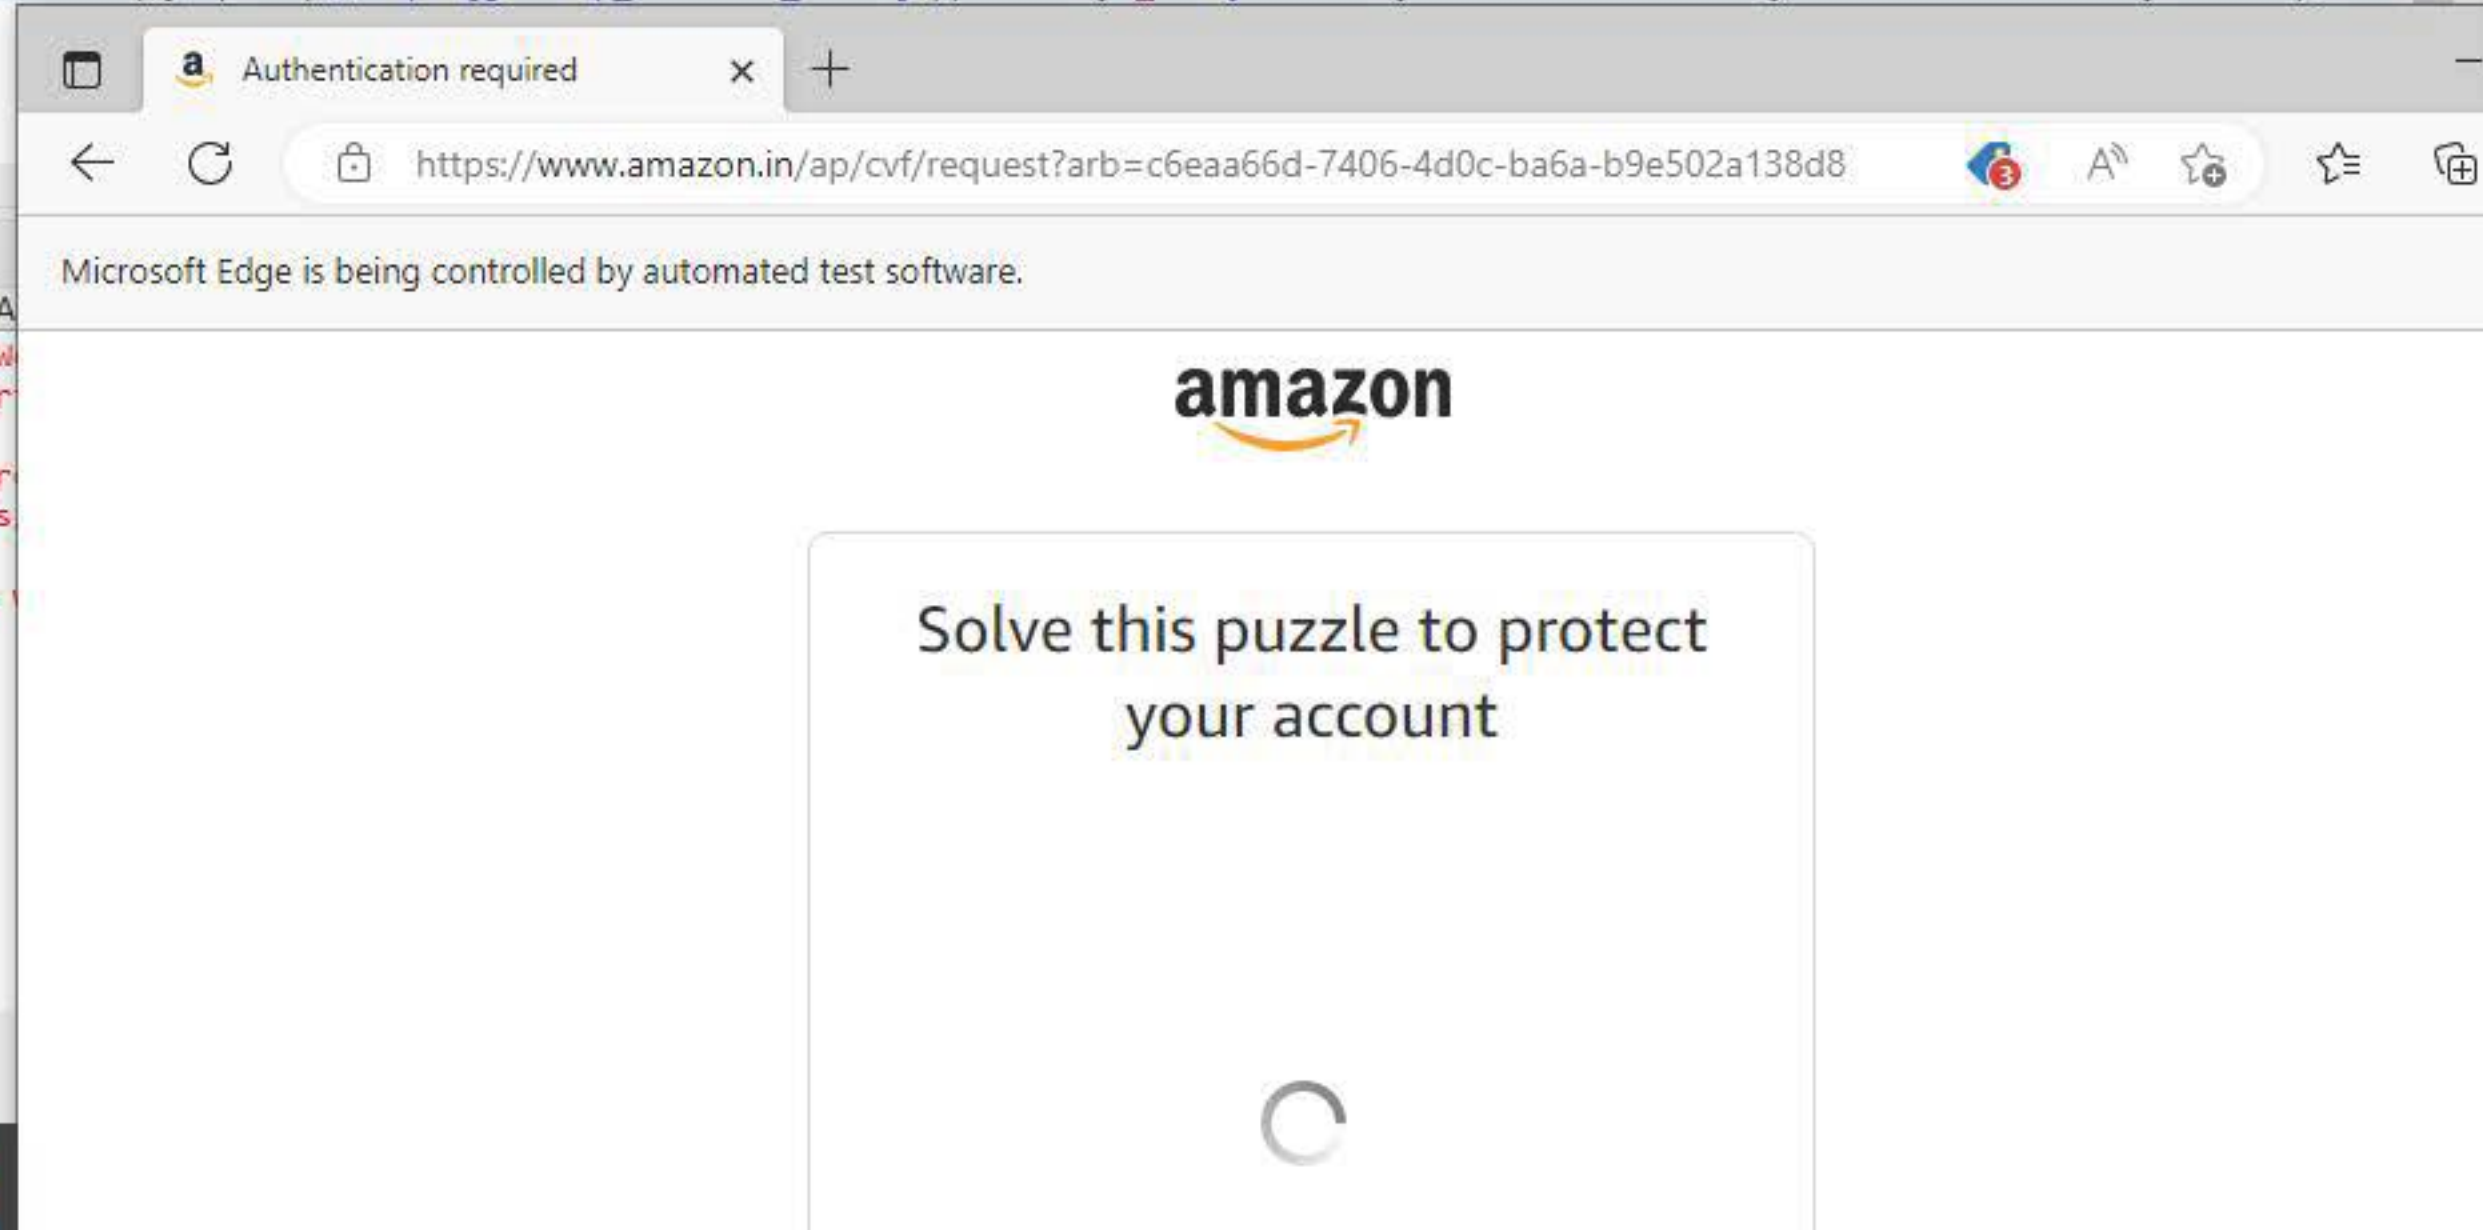 Authentication required
https://www.amazon.in/ap/cvf/request?arb=c6eaa66d-7406-4d0c-ba6a-b9e502a138d8
3
Microsoft Edge is being controlled by automated test software.
amazon
Solve this puzzle to protect
your account